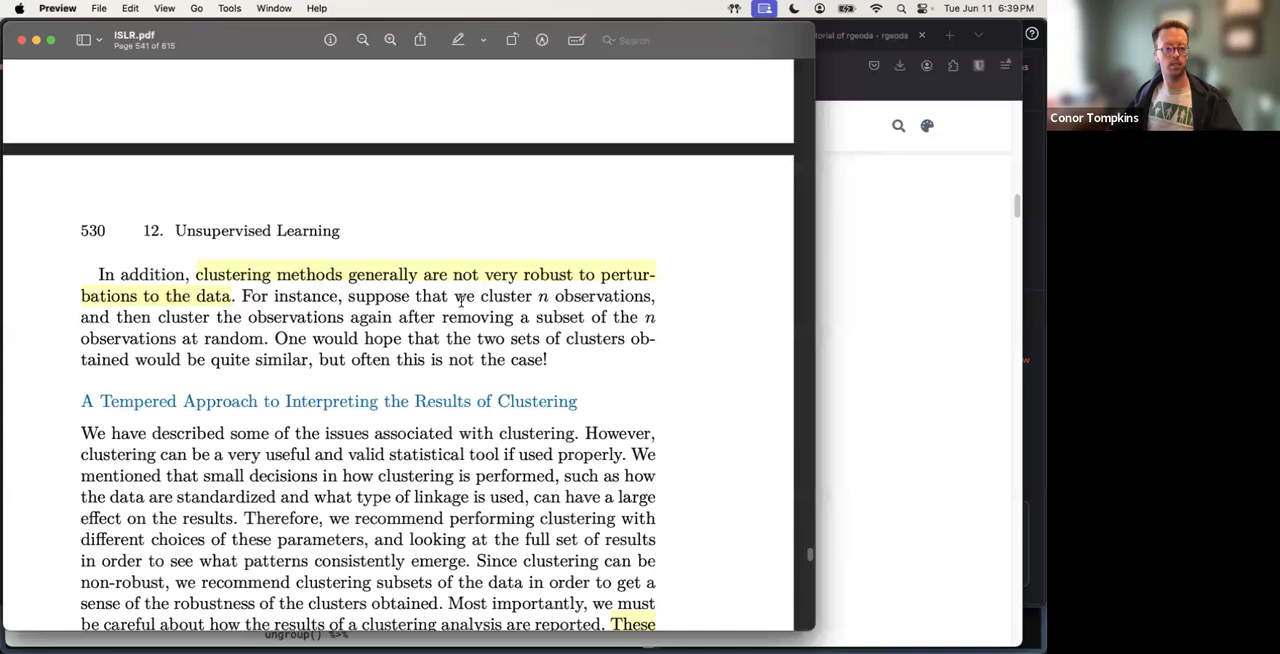 Preview File Edit View Go Tools Window Help Tue Jun 11 6:39 PM
ISLR.pdf
Page 541 of 615
Search
torial of rgeoda - rgeoda
Conor Tompkins
530 12. Unsupervised Learning
In addition, clustering methods generally are not very robust to pertur-
bations to the data. For instance, suppose that we cluster n observations,
and then cluster the observations again after removing a subset of the n
observations at random. One would hope that the two sets of clusters ob-
tained would be quite similar, but often this is not the case!
A Tempered Approach to Interpreting the Results of Clustering
We have described some of the issues associated with clustering. However,
clustering can be a very useful and valid statistical tool if used properly. We
mentioned that small decisions in how clustering is performed, such as how
the data are standardized and what type of linkage is used, can have a large
effect on the results. Therefore, we recommend performing clustering with
different choices of these parameters, and looking at the full set of results
in order to see what patterns consistently emerge. Since clustering can be
non-robust, we recommend clustering subsets of the data in order to get a
sense of the robustness of the clusters obtained. Most importantly, we must
be careful about how the results of a clustering analysis are reported. These
ungroup() %>%